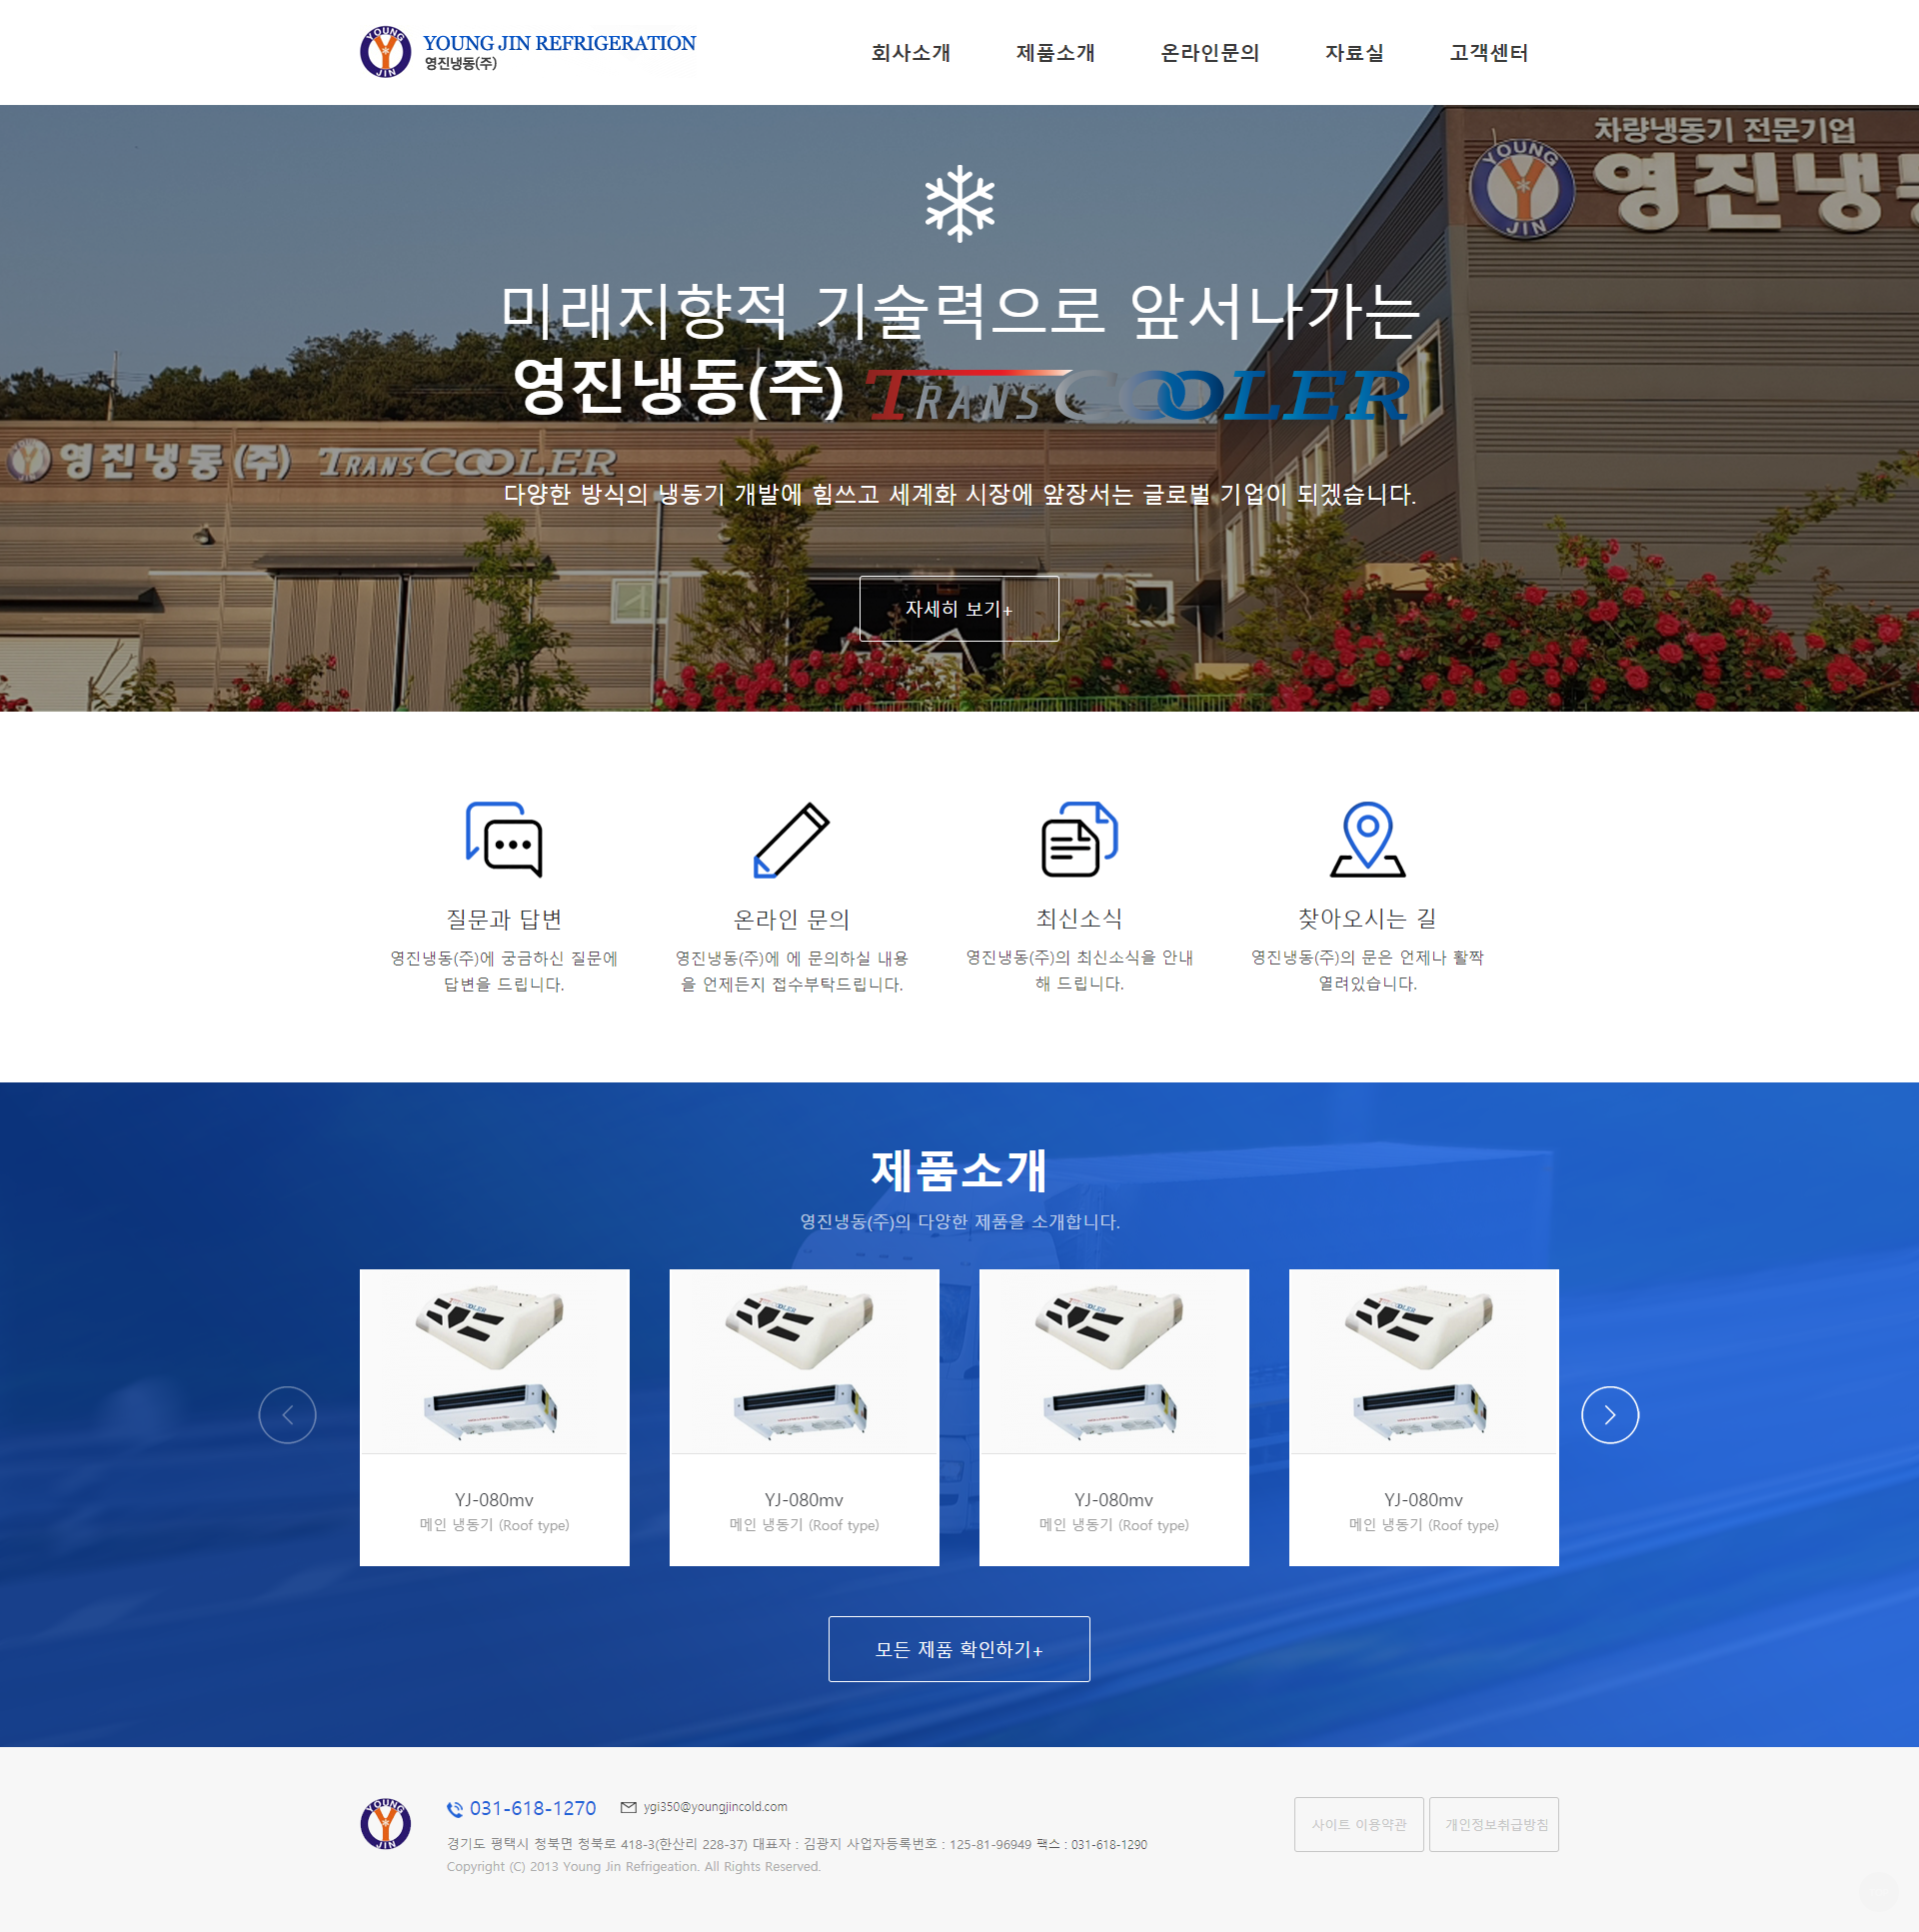 YOUNG JIN
YOUNG JIN REFRIGERATION
영진냉동(주)
회사소개 제품소개 온라인문의 자료실 고객센터
차량냉동기 전문기업
YOUNG JIN
미래지향적 기술력으로 앞서나가는
영진냉동(주) TRANSCOOLER
영진냉동(주) TRANSCOOLER
다양한 방식의 냉동기 개발에 힘쓰고 세계화 시장에 앞장서는 글로벌 기업이 되겠습니다.
자세히 보기+
질문과 답변
영진냉동(주)에 궁금하신 질문에
답변을 드립니다.
온라인 문의
영진냉동(주)에 에 문의하실 내용
을 언제든지 접수부탁드립니다.
최신소식
영진냉동(주)의 최신소식을 안내
해 드립니다.
찾아오시는 길
영진냉동(주)의 문은 언제나 활짝
열려있습니다.
제품소개
영진냉동(주)의 다양한 제품을 소개합니다.
YJ-080mv
메인 냉동기 (Roof type)
YJ-080mv
메인 냉동기 (Roof type)
YJ-080mv
메인 냉동기 (Roof type)
YJ-080mv
메인 냉동기 (Roof type)
모든 제품 확인하기+
YOUNG JIN
031-618-1270 ygi350@youngjincold.com
경기도 평택시 청북면 청북로 418-3(한산리 228-37) 대표자 : 김광지 사업자등록번호 : 125-81-96949 팩스 : 031-618-1290
Copyright (C) 2013 Young Jin Refrigeation. All Rights Reserved.
사이트 이용약관 개인정보취급방침